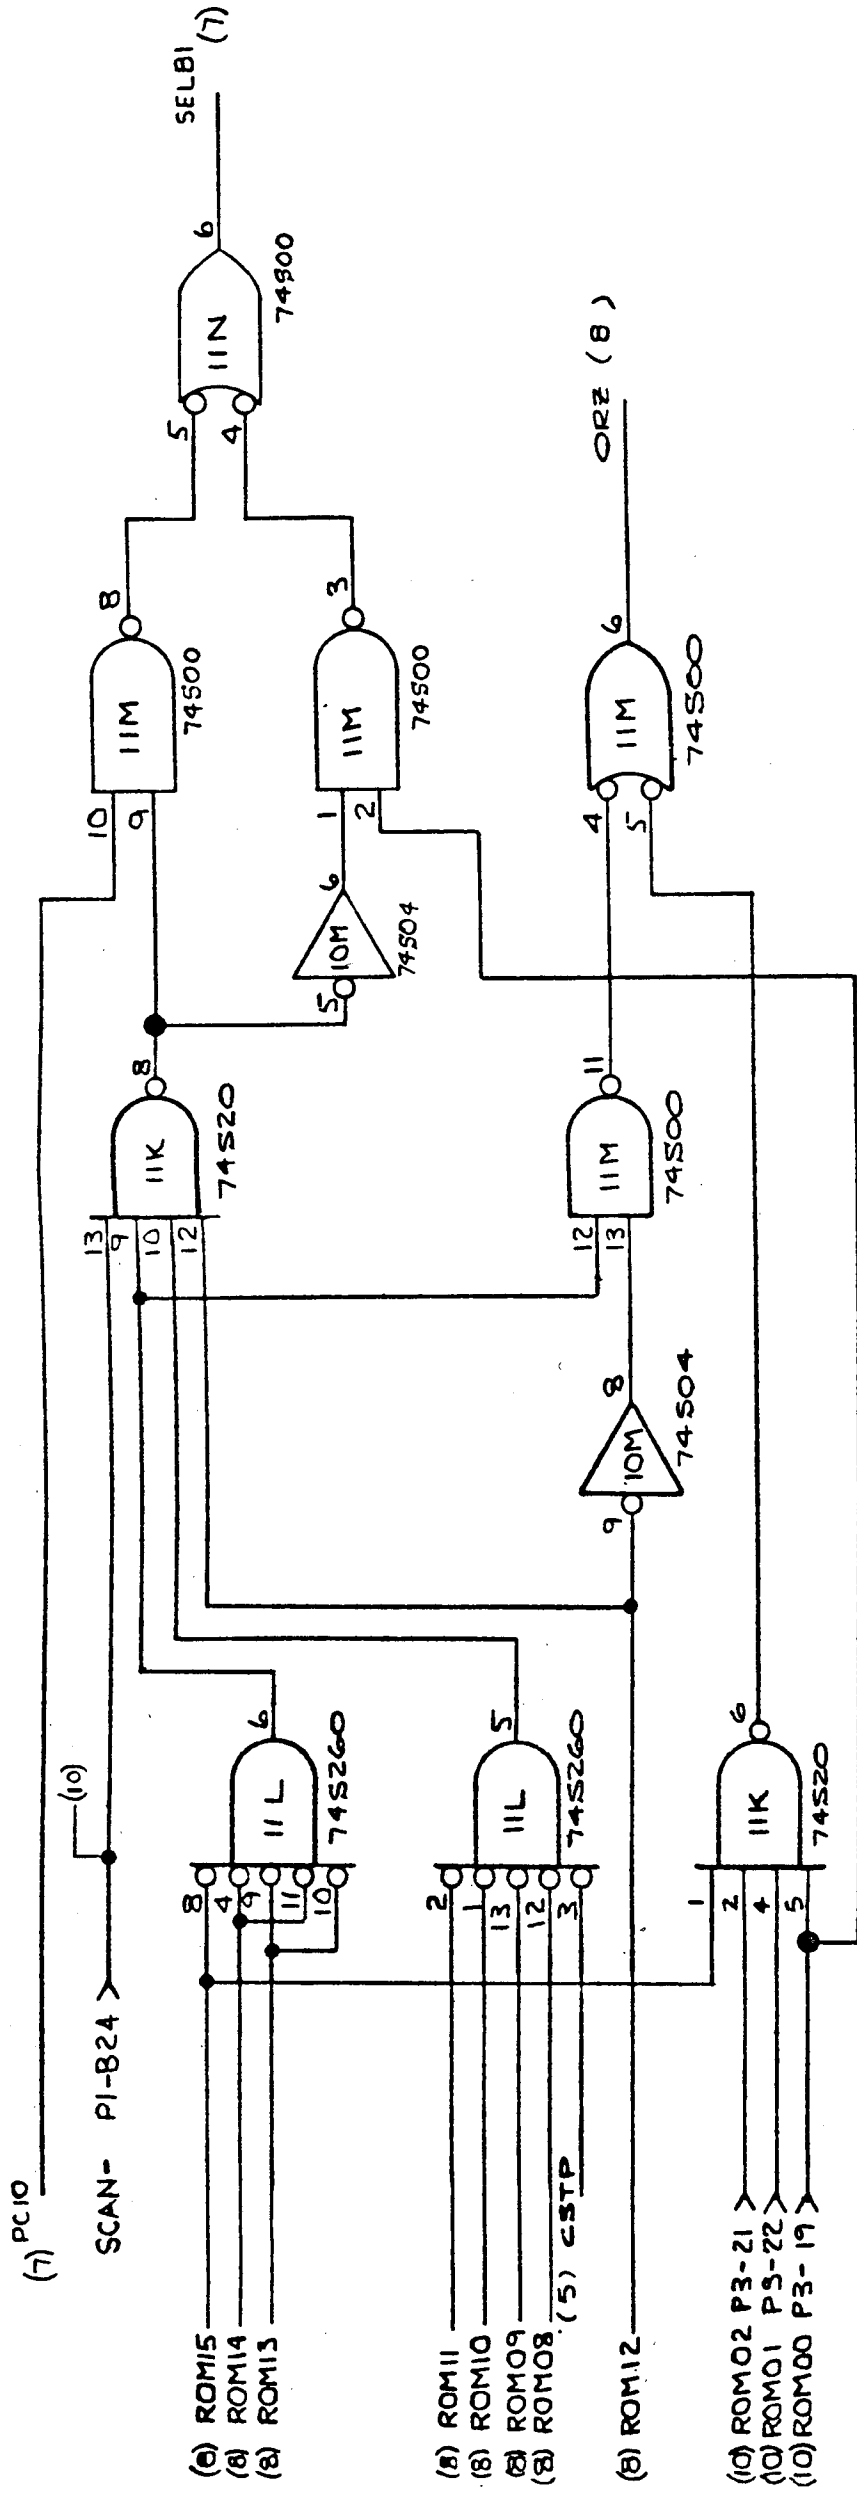 (7) PC10
SCAN- P1-B24
(10)
(8) ROM15
(8) ROM14
(8) ROM13
8
4
9
11
10
11L
6
74S260
(8) ROM11
(8) ROM10
(8) ROM09
(8) ROM08
(5) CSTP
2
1
13
12
3
11L
5
74S260
(8) ROM12
(10) ROM02 P3-21
(10) ROM01 P3-22
(10) ROM00 P3-19
1
2
4
5
11K
6
74S20
9
10M
8
74S04
13
9
10
12
11K
8
74S20
12
13
11M
11
74S00
5
10M
6
74S04
10
9
11M
8
74S00
1
2
11M
3
74S00
4
5
11M
6
74S00
ORZ (8)
5
4
11N
6
74S00
SELB1
(7)